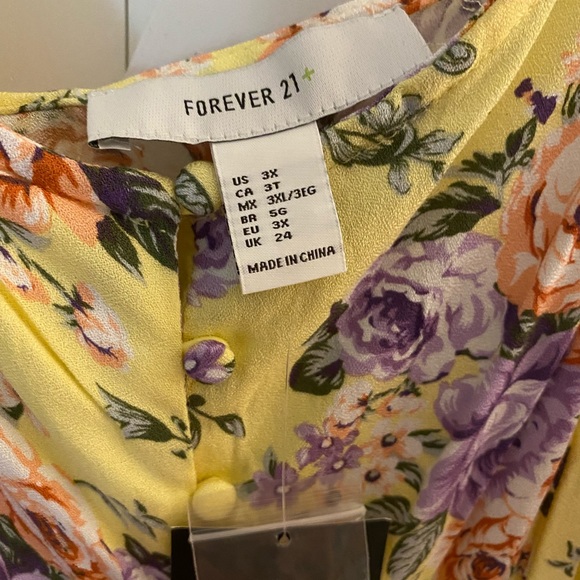 FOREVER 21+
US 3X
CA 3T
MX 3XL/3EG
BR 5G
EU 3X
UK 24
MADE IN CHINA